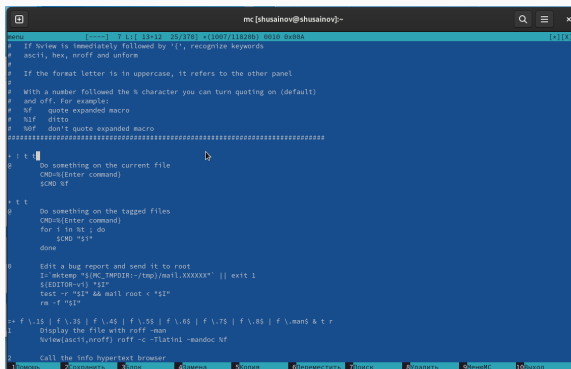 mc [shusainov@shusainov]:~
menu [----] 7 L:[ 13+12 25/370] *(1007/11820b) 0010 0x00A [*][X]
# If %view is immediately followed by '{', recognize keywords
# ascii, hex, nroff and unform
#
# If the format letter is in uppercase, it refers to the other panel
#
# With a number followed the % character you can turn quoting on (default)
# and off. For example:
# %f quote expanded macro
# %1f ditto
# %0f don't quote expanded macro
################################################################################
+ ! t t
@ Do something on the current file
CMD=%{Enter command}
$CMD %f
+ t t
@ Do something on the tagged files
CMD=%{Enter command}
for i in %t ; do
$CMD "$i"
done
0 Edit a bug report and send it to root
I=`mktemp "${MC_TMPDIR:-/tmp}/mail.XXXXXX"` || exit 1
${EDITOR-vi} "$I"
test -r "$I" && mail root < "$I"
rm -f "$I"
=+ f \.1$ | f \.3$ | f \.4$ | f \.5$ | f \.6$ | f \.7$ | f \.8$ | f \.man$ & t r
1 Display the file with roff -man
%view{ascii,nroff} roff -c -Tlatin1 -mandoc %f
2 Call the info hypertext browser
1Помощь 2Сохранить 3Блок 4Замена 5Копия 6Переместить 7Поиск 8Удалить 9МенюMC 10Выход